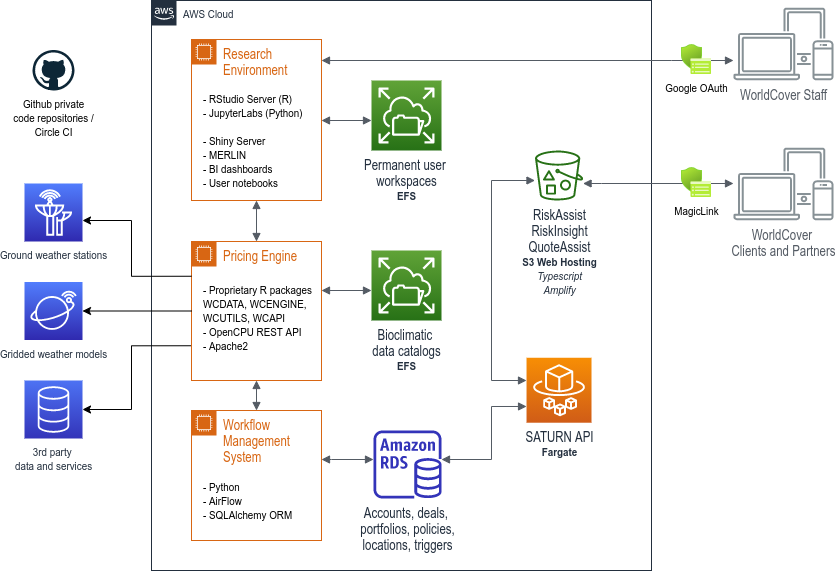 aws
AWS Cloud
Github private
code repositories /
Circle CI
Ground weather stations
Gridded weather models
3rd party
data and services
Research
Environment
- RStudio Server (R)
- JupyterLabs (Python)
- Shiny Server
- MERLIN
- BI dashboards
- User notebooks
Permanent user
workspaces
EFS
Pricing Engine
- Proprietary R packages
WCDATA, WCENGINE,
WCUTILS, WCAPI
- OpenCPU REST API
- Apache2
Bioclimatic
data catalogs
EFS
Workflow
Management
System
- Python
- AirFlow
- SQLAlchemy ORM
Amazon
RDS
Accounts, deals,
portfolios, policies,
locations, triggers
RiskAssist
RiskInsight
QuoteAssist
S3 Web Hosting
Typescript
Amplify
SATURN API
Fargate
Google OAuth
WorldCover Staff
MagicLink
WorldCover
Clients and Partners